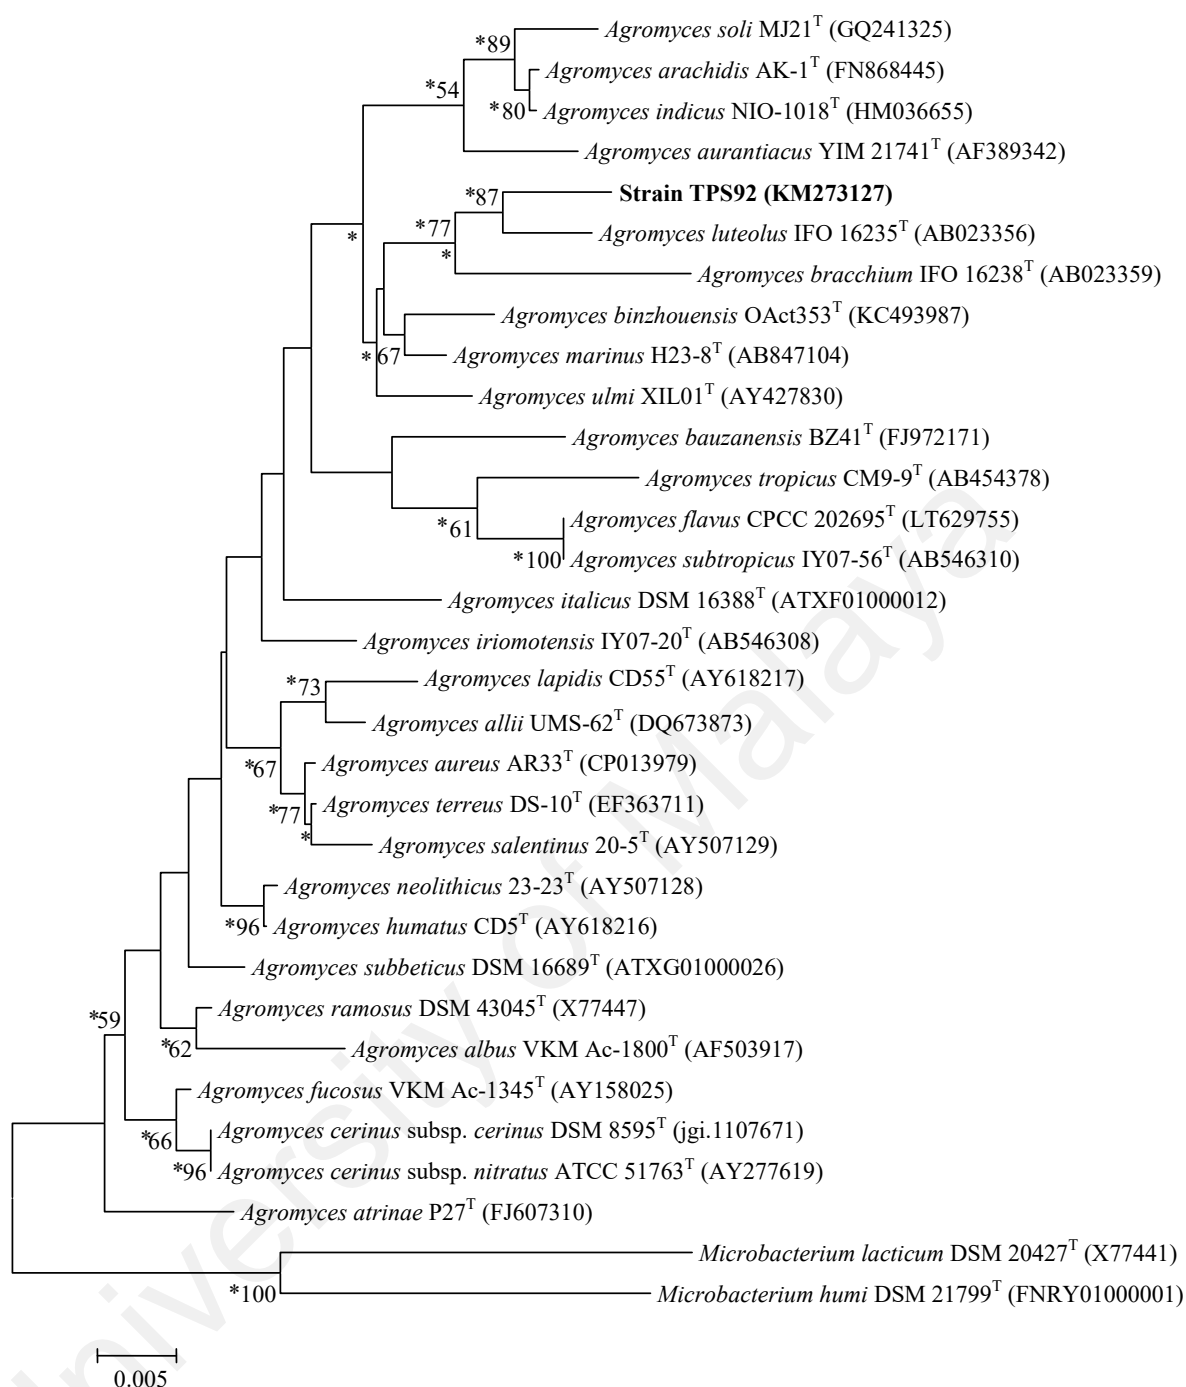 *89
Agromyces soli MJ21T (GQ241325)
Agromyces arachidis AK-1T (FN868445)
*54
*80
Agromyces indicus NIO-1018T (HM036655)
Agromyces aurantiacus YIM 21741T (AF389342)
*87
Strain TPS92 (KM273127)
*77
*
Agromyces luteolus IFO 16235T (AB023356)
*
Agromyces bracchium IFO 16238T (AB023359)
Agromyces binzhouensis OAct353T (KC493987)
*
67
Agromyces marinus H23-8T (AB847104)
Agromyces ulmi XIL01T (AY427830)
Agromyces bauzanensis BZ41T (FJ972171)
Agromyces tropicus CM9-9T (AB454378)
*61
Agromyces flavus CPCC 202695T (LT629755)
*100
Agromyces subtropicus IY07-56T (AB546310)
Agromyces italicus DSM 16388T (ATXF01000012)
Agromyces iriomotensis IY07-20T (AB546308)
*73
Agromyces lapidis CD55T (AY618217)
Agromyces allii UMS-62T (DQ673873)
*67
Agromyces aureus AR33T (CP013979)
*77
Agromyces terreus DS-10T (EF363711)
*
Agromyces salentinus 20-5T (AY507129)
Agromyces neolithicus 23-23T (AY507128)
*96
Agromyces humatus CD5T (AY618216)
Agromyces subbeticus DSM 16689T (ATXG01000026)
*59
Agromyces ramosus DSM 43045T (X77447)
*62
Agromyces albus VKM Ac-1800T (AF503917)
Agromyces fucosus VKM Ac-1345T (AY158025)
*66
Agromyces cerinus subsp. cerinus DSM 8595T (jgi.1107671)
*96
Agromyces cerinus subsp. nitratus ATCC 51763T (AY277619)
Agromyces atrinae P27T (FJ607310)
Microbacterium lacticum DSM 20427T (X77441)
*100
Microbacterium humi DSM 21799T (FNRY01000001)
0.005
University of Malaya